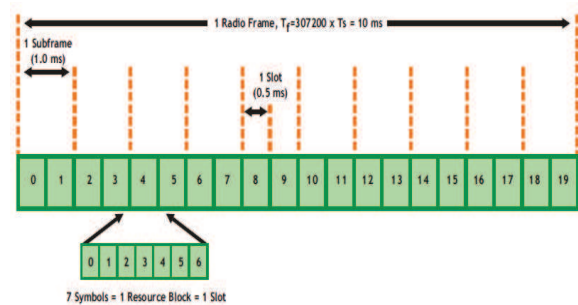 1 Radio Frame, Tf=307200 x Ts = 10 ms
1 Subframe
(1.0 ms)
1 Slot
(0.5 ms)
0 1 2 3 4 5 6 7 8 9 10 11 12 13 14 15 16 17 18 19
0 1 2 3 4 5 6
7 Symbols = 1 Resource Block = 1 Slot